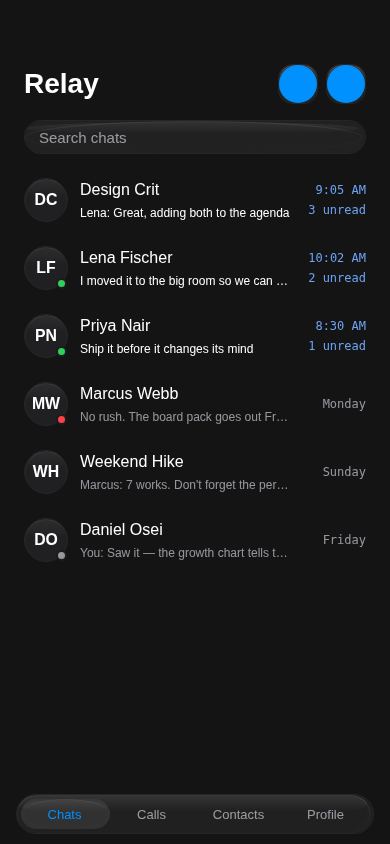 Relay
Search chats
DC
Design Crit
9:05 AM
Lena: Great, adding both to the agenda
3 unread
LF
Lena Fischer
10:02 AM
I moved it to the big room so we can …
2 unread
PN
Priya Nair
8:30 AM
Ship it before it changes its mind
1 unread
MW
Marcus Webb
Monday
No rush. The board pack goes out Fr…
WH
Weekend Hike
Sunday
Marcus: 7 works. Don't forget the per…
DO
Daniel Osei
Friday
You: Saw it — the growth chart tells t…
Chats
Calls
Contacts
Profile